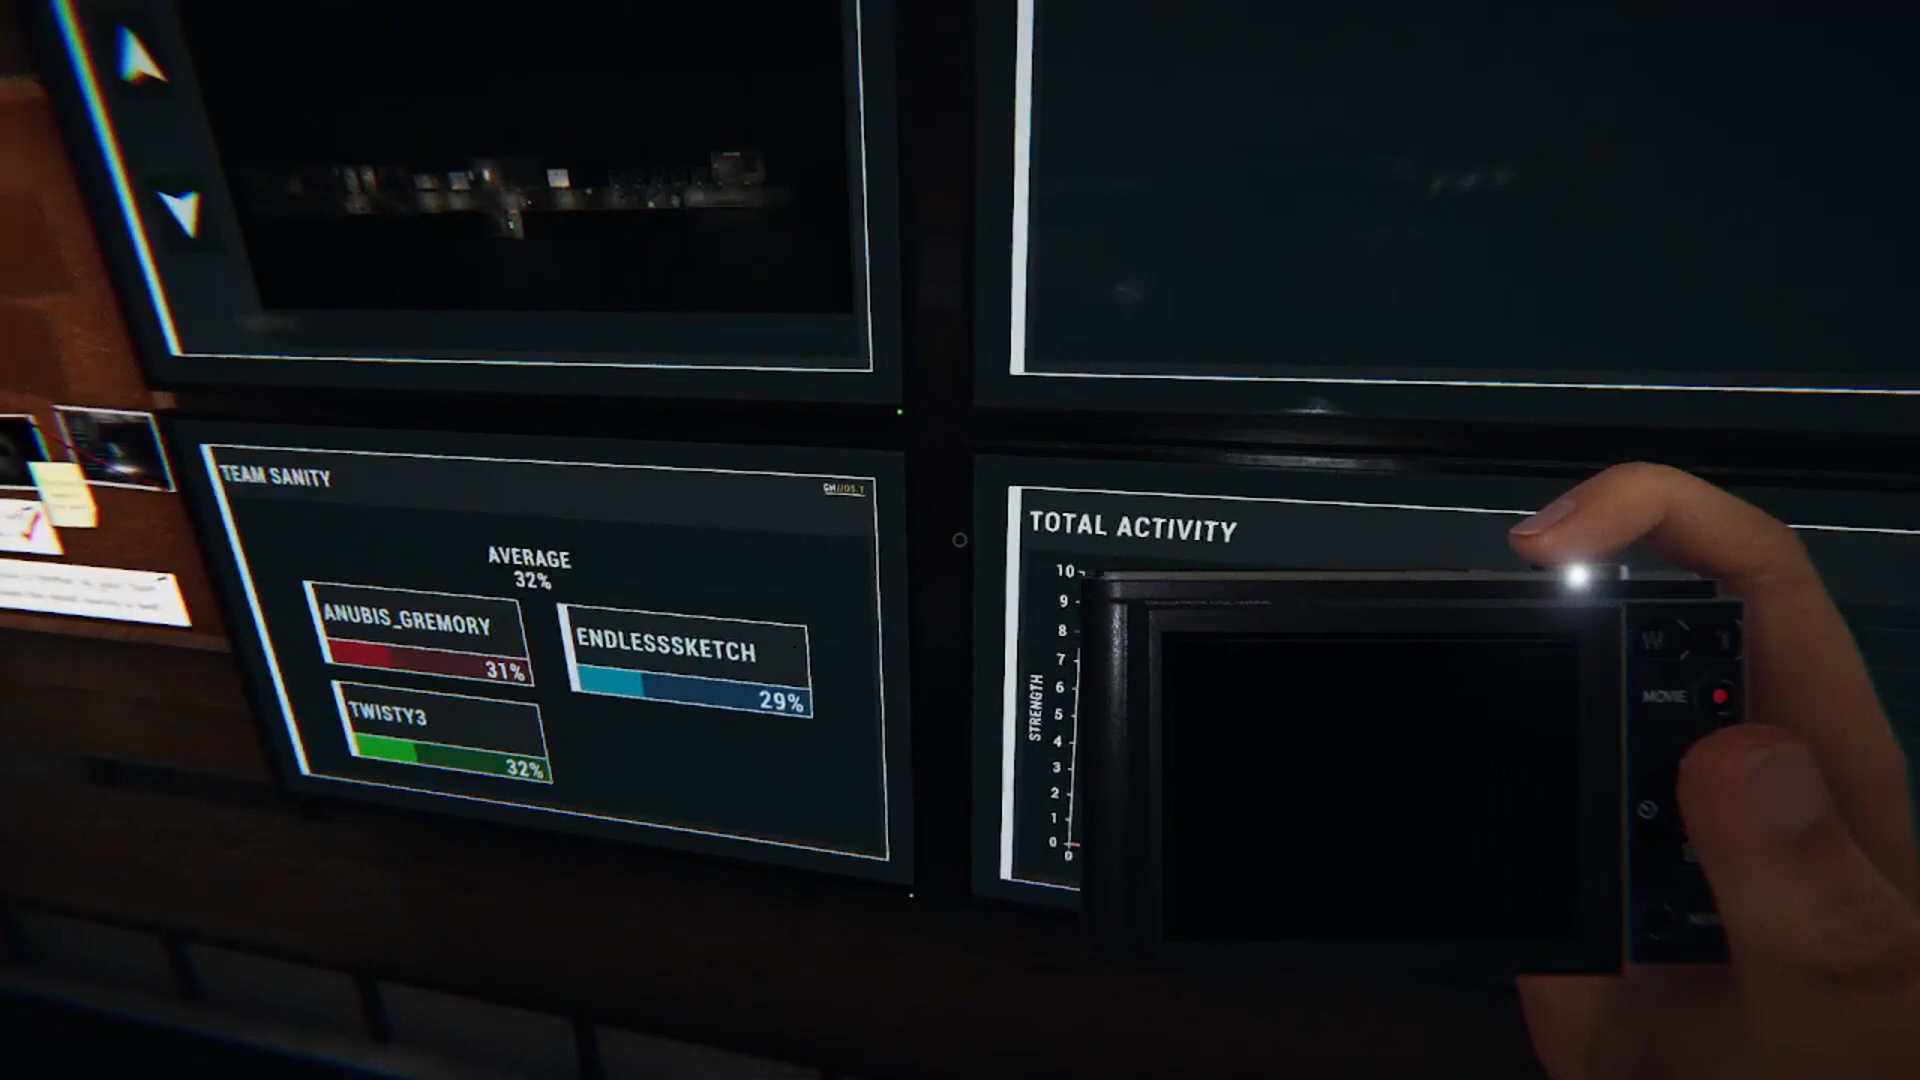 TEAM SANITY
AVERAGE
32%
ANUBIS_GREMORY
31%
ENDLESSSKETCH
29%
TWISTY3
32%
TOTAL ACTIVITY
STRENGTH
10
9
8
7
6
5
4
3
2
1
0
0
W
T
MOVIE